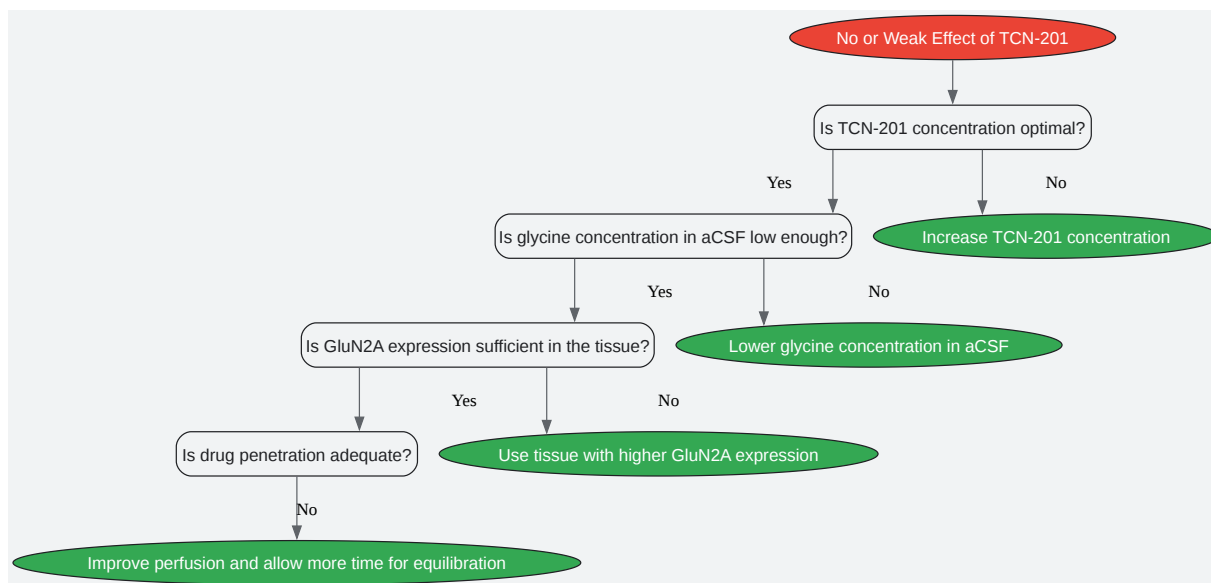 No or Weak Effect of TCN-201
Is TCN-201 concentration optimal?
Yes
No
Is glycine concentration in aCSF low enough?
Increase TCN-201 concentration
Yes
No
Is GluN2A expression sufficient in the tissue?
Lower glycine concentration in aCSF
Yes
No
Is drug penetration adequate?
Use tissue with higher GluN2A expression
No
Improve perfusion and allow more time for equilibration